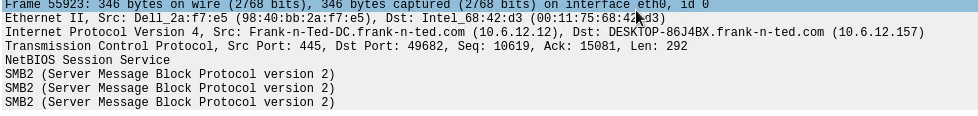 Frame 55923: 346 bytes on wire (2768 bits), 346 bytes captured (2768 bits) on interface eth0, id 0
Ethernet II, Src: Dell_2a:f7:e5 (98:40:bb:2a:f7:e5), Dst: Intel_68:42:d3 (00:11:75:68:42:d3)
Internet Protocol Version 4, Src: Frank-n-Ted-DC.frank-n-ted.com (10.6.12.12), Dst: DESKTOP-86J4BX.frank-n-ted.com (10.6.12.157)
Transmission Control Protocol, Src Port: 445, Dst Port: 49682, Seq: 10619, Ack: 15081, Len: 292
NetBIOS Session Service
SMB2 (Server Message Block Protocol version 2)
SMB2 (Server Message Block Protocol version 2)
SMB2 (Server Message Block Protocol version 2)